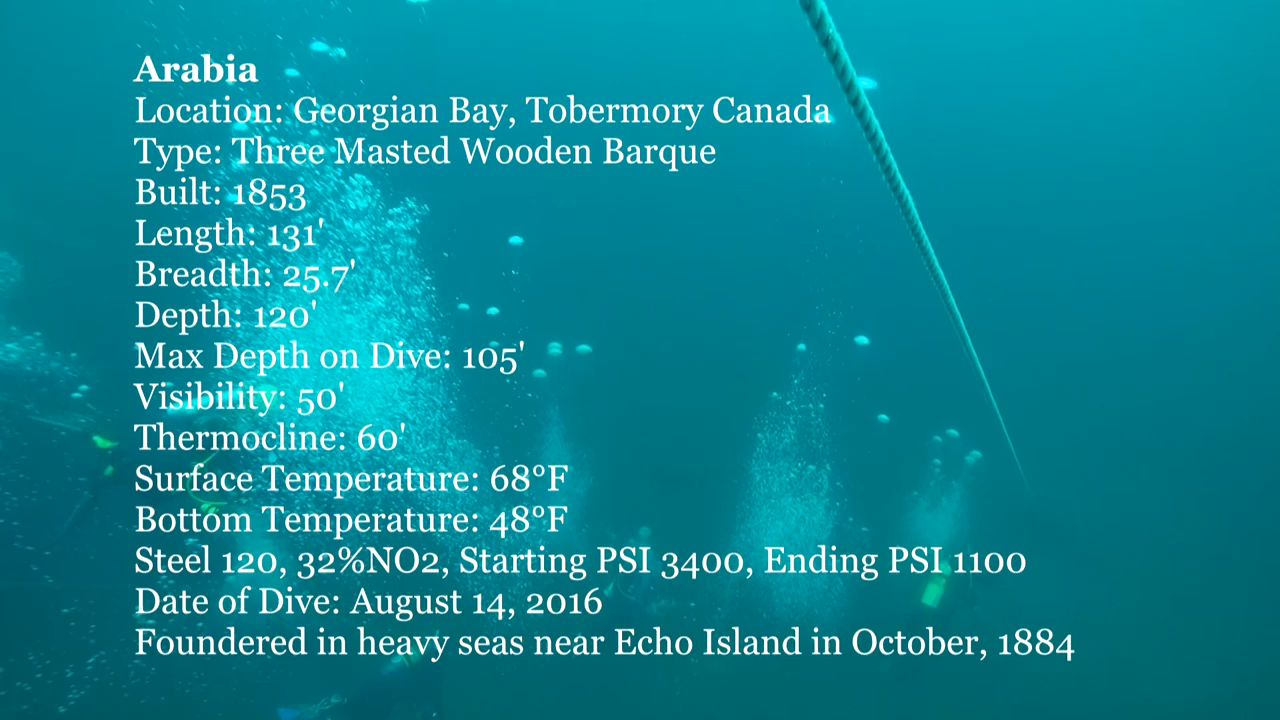 Arabia
Location: Georgian Bay, Tobermory Canada
Type: Three Masted Wooden Barque
Built: 1853
Length: 131'
Breadth: 25.7'
Depth: 120'
Max Depth on Dive: 105'
Visibility: 50'
Thermocline: 60'
Surface Temperature: 68°F
Bottom Temperature: 48°F
Steel 120, 32%NO2, Starting PSI 3400, Ending PSI 1100
Date of Dive: August 14, 2016
Foundered in heavy seas near Echo Island in October, 1884